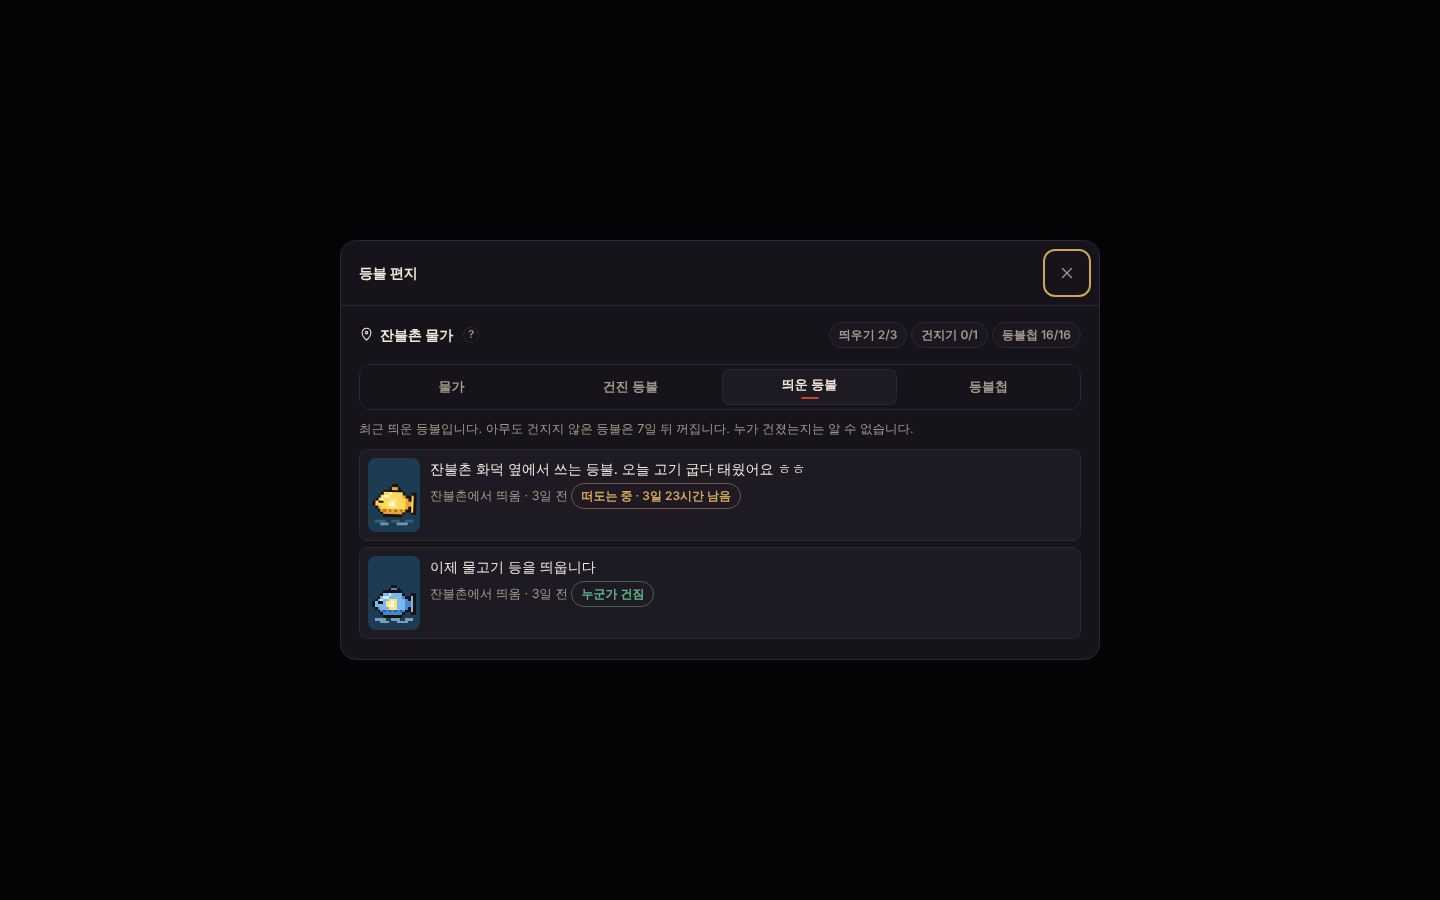 등불 편지
잔불촌 물가 ?
띄우기 2/3 건지기 0/1 등불첩 16/16
물가 건진 등불 띄운 등불 등불첩
최근 띄운 등불입니다. 아무도 건지지 않은 등불은 7일 뒤 꺼집니다. 누가 건졌는지는 알 수 없습니다.
잔불촌 화덕 옆에서 쓰는 등불. 오늘 고기 굽다 태웠어요 ㅎㅎ
잔불촌에서 띄움 · 3일 전 떠도는 중 · 3일 23시간 남음
이제 물고기 등을 띄웁니다
잔불촌에서 띄움 · 3일 전 누군가 건짐